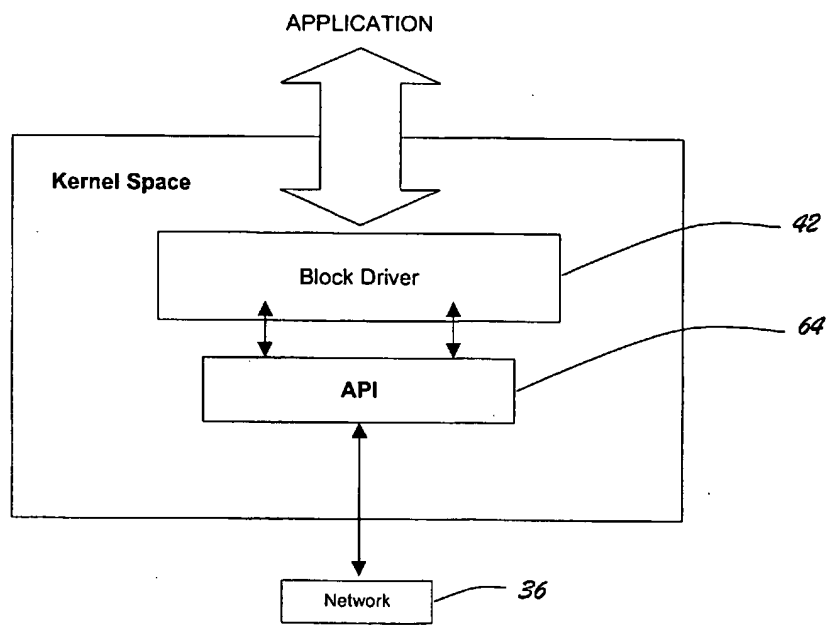 APPLICATION
Kernel Space
42
Block Driver
64
API
Network
36